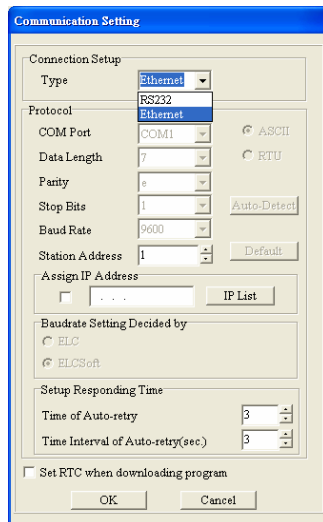 Communication Setting
Connection Setup
Type Ethernet
RS232
Ethernet
Protocol
COM Port COM1 ASCII
Data Length 7 RTU
Parity e
Stop Bits 1 Auto-Detect
Baud Rate 9600
Station Address 1 Default
Assign IP Address
. . . IP List
Baudrate Setting Decided by
ELC
ELCSoft
Setup Responding Time
Time of Auto-retry 3
Time Interval of Auto-retry(sec.) 3
Set RTC when downloading program
OK Cancel